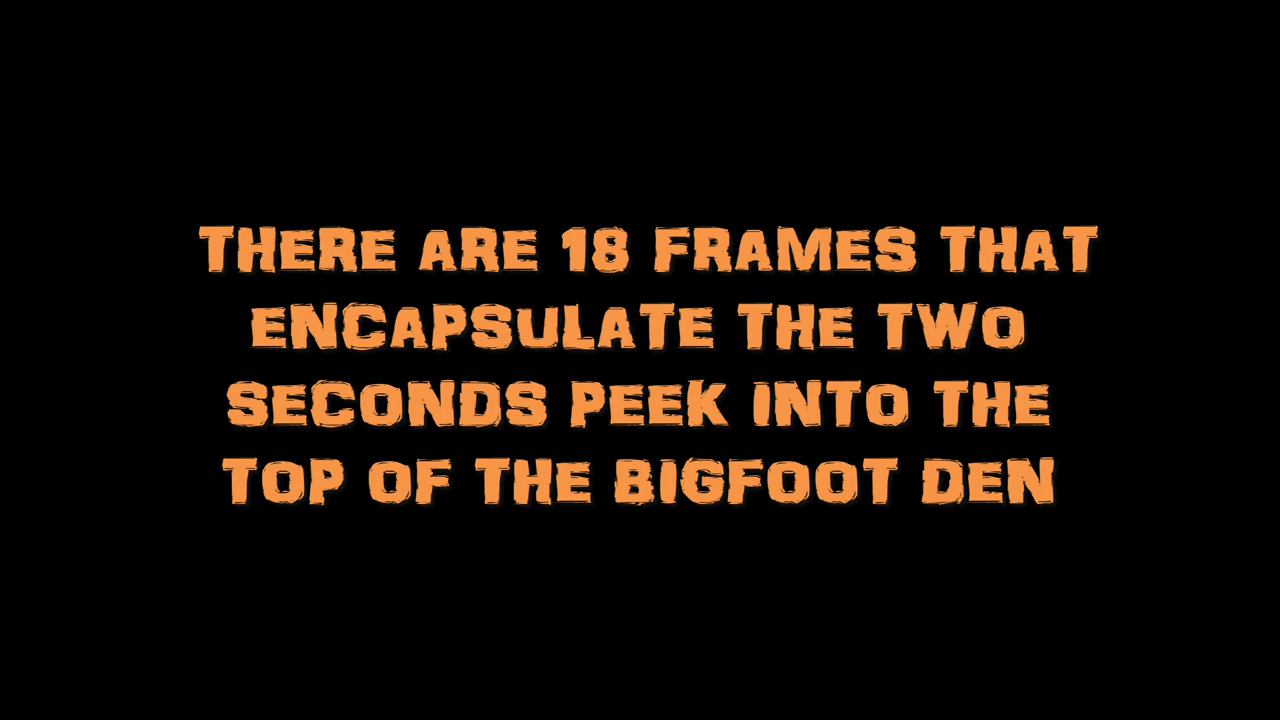 THERE ARE 18 FRAMES THAT
ENCAPSULATE THE TWO
SECONDS PEEK INTO THE
TOP OF THE BIGFOOT DEN